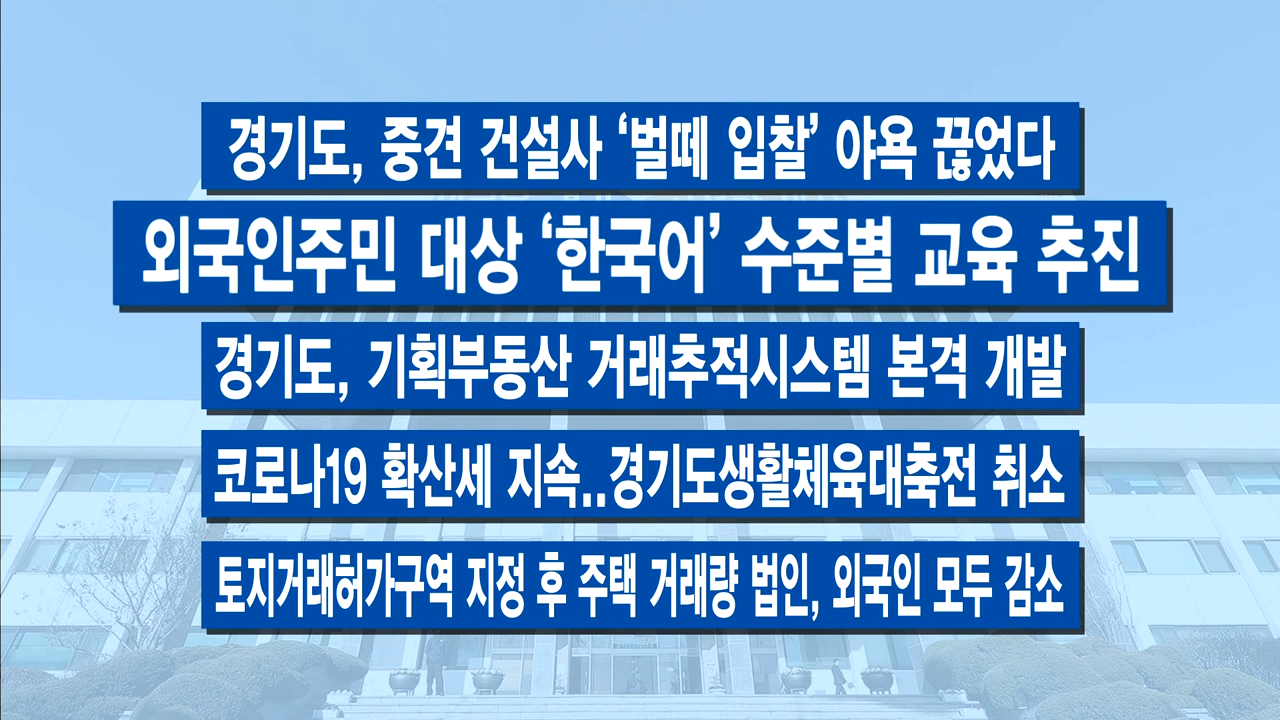 경기도, 중견 건설사 ‘벌떼 입찰’ 야욕 끊었다
외국인주민 대상 ‘한국어’ 수준별 교육 추진
경기도, 기획부동산 거래추적시스템 본격 개발
코로나19 확산세 지속..경기도생활체육대축전 취소
토지거래허가구역 지정 후 주택 거래량 법인, 외국인 모두 감소